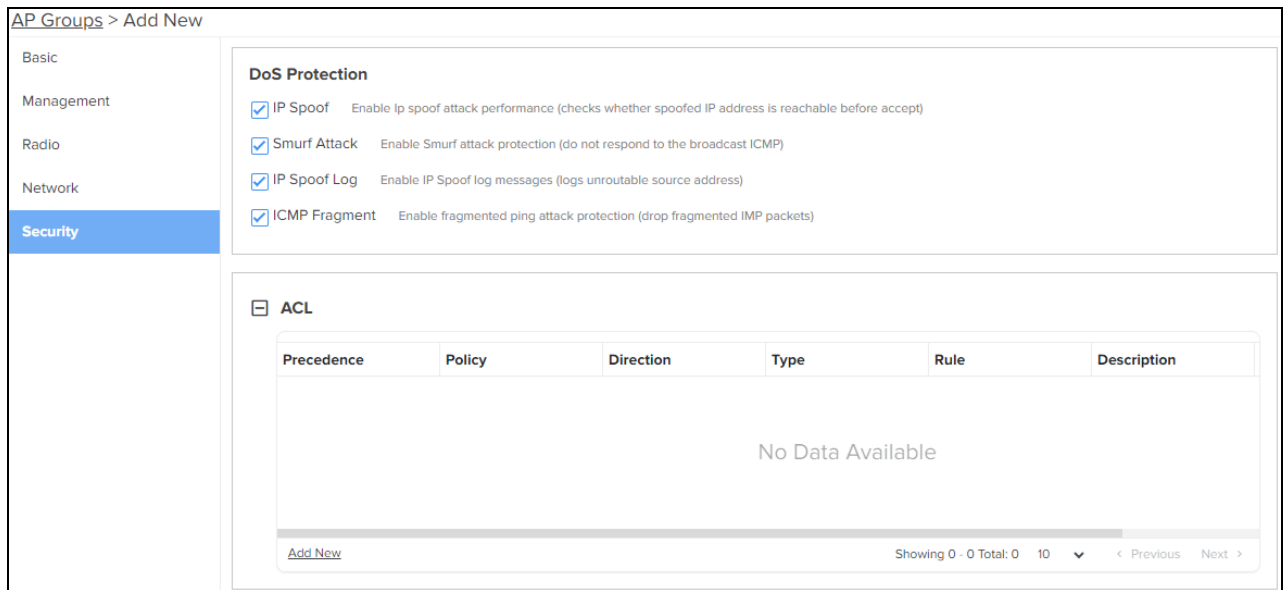 AP Groups > Add New
Basic
Management
Radio
Network
Security
DoS Protection
IP Spoof Enable Ip spoof attack performance (checks whether spoofed IP address is reachable before accept)
Smurf Attack Enable Smurf attack protection (do not respond to the broadcast ICMP)
IP Spoof Log Enable IP Spoof log messages (logs unroutable source address)
ICMP Fragment Enable fragmented ping attack protection (drop fragmented IMP packets)
ACL
Precedence Policy Direction Type Rule Description
No Data Available
Add New Showing 0 - 0 Total: 0 10 < Previous Next >